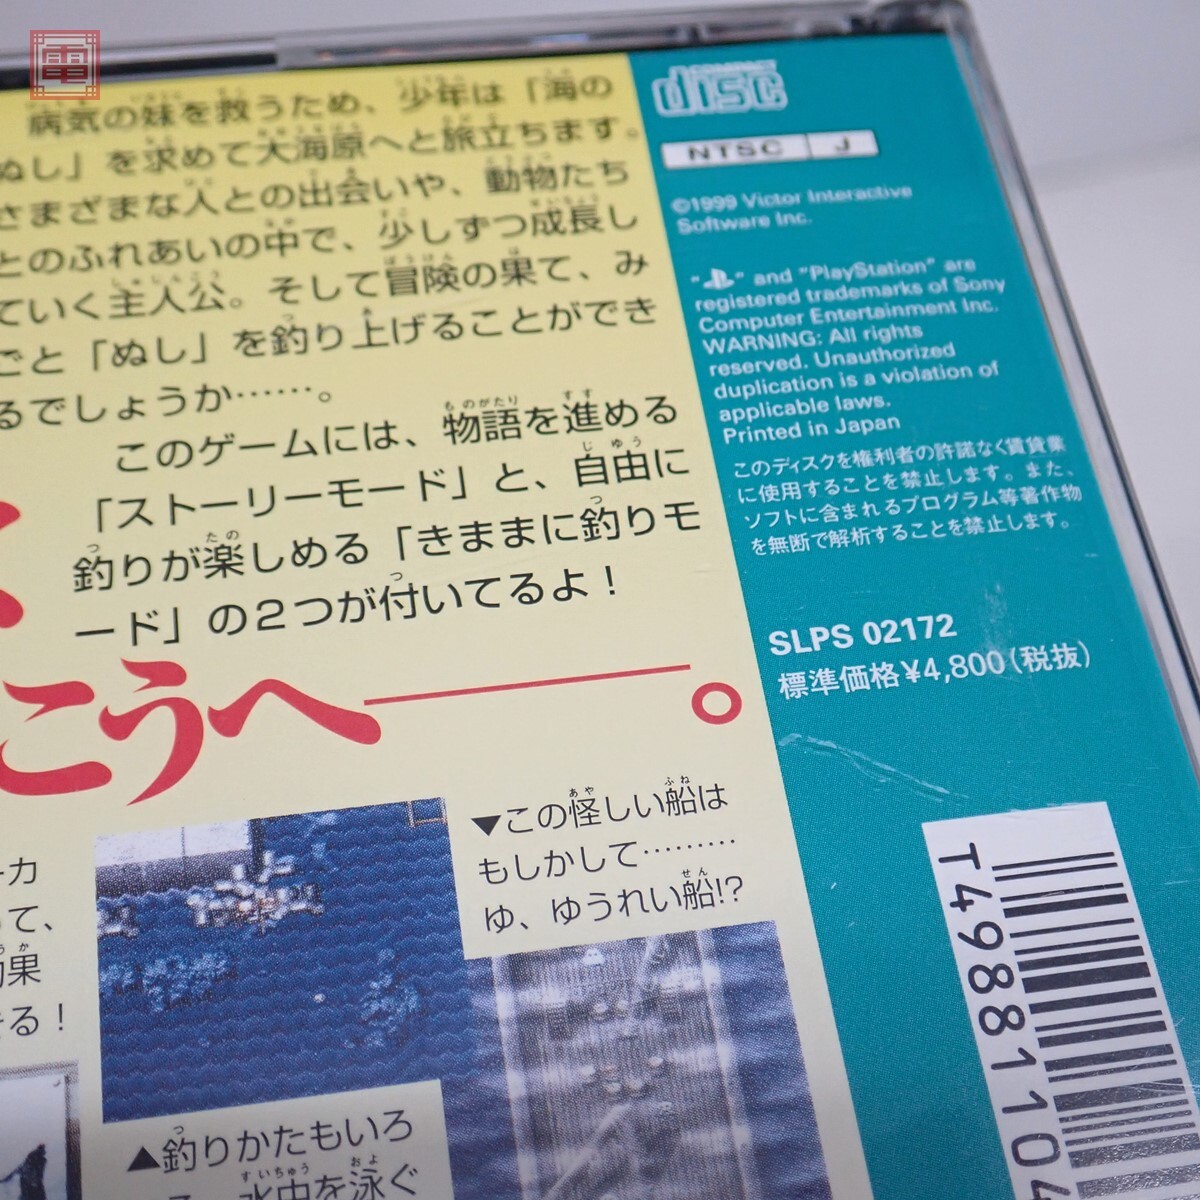 電
病気の妹を救うため、少年は「海の
ぬし」を求めて大海原へと旅立ちます。
さまざまな人との出会いや、動物たち
とのふれあいの中で、少しずつ成長し
ていく主人公。そして冒険の果て、み
ごと「ぬし」を釣り上げることができ
るでしょうか……。
このゲームには、物語を進める
「ストーリーモード」と、自由に
釣りが楽しめる「きままに釣りモ
ード」の2つが付いてるよ！
こうへ――。
▼この怪しい船は
もしかして………
ゆ、ゆうれい船!?
ーカ
て、
果
る！
▲釣りかたもいろ
水中を泳ぐ
COMPACT
disc
NTSC J
©1999 Victor Interactive
Software Inc.
" " and "PlayStation" are
registered trademarks of Sony
Computer Entertainment Inc.
WARNING: All rights
reserved. Unauthorized
duplication is a violation of
applicable laws.
Printed in Japan
このディスクを権利者の許諾なく賃貸業
に使用することを禁止します。また、
ソフトに含まれるプログラム等著作物
を無断で解析することを禁止します。
SLPS 02172
標準価格¥4,800(税抜)
T4988110